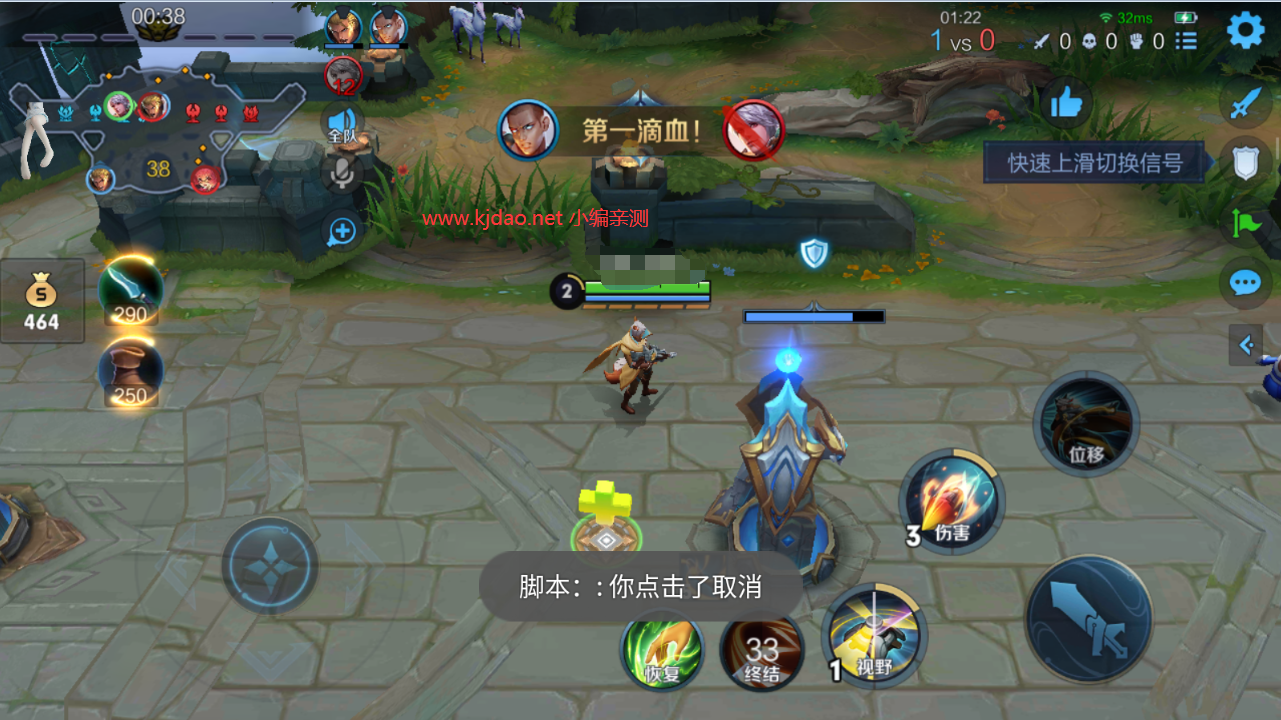 00:38
01:22
32ms
1 vs 0
0 0 0
12
全队
38
第一滴血!
快速上滑切换信号
www.kjdao.net 小编亲测
2
464
290
250
位移
3 伤害
脚本：:你点击了取消
恢复
33
终结
1 视野